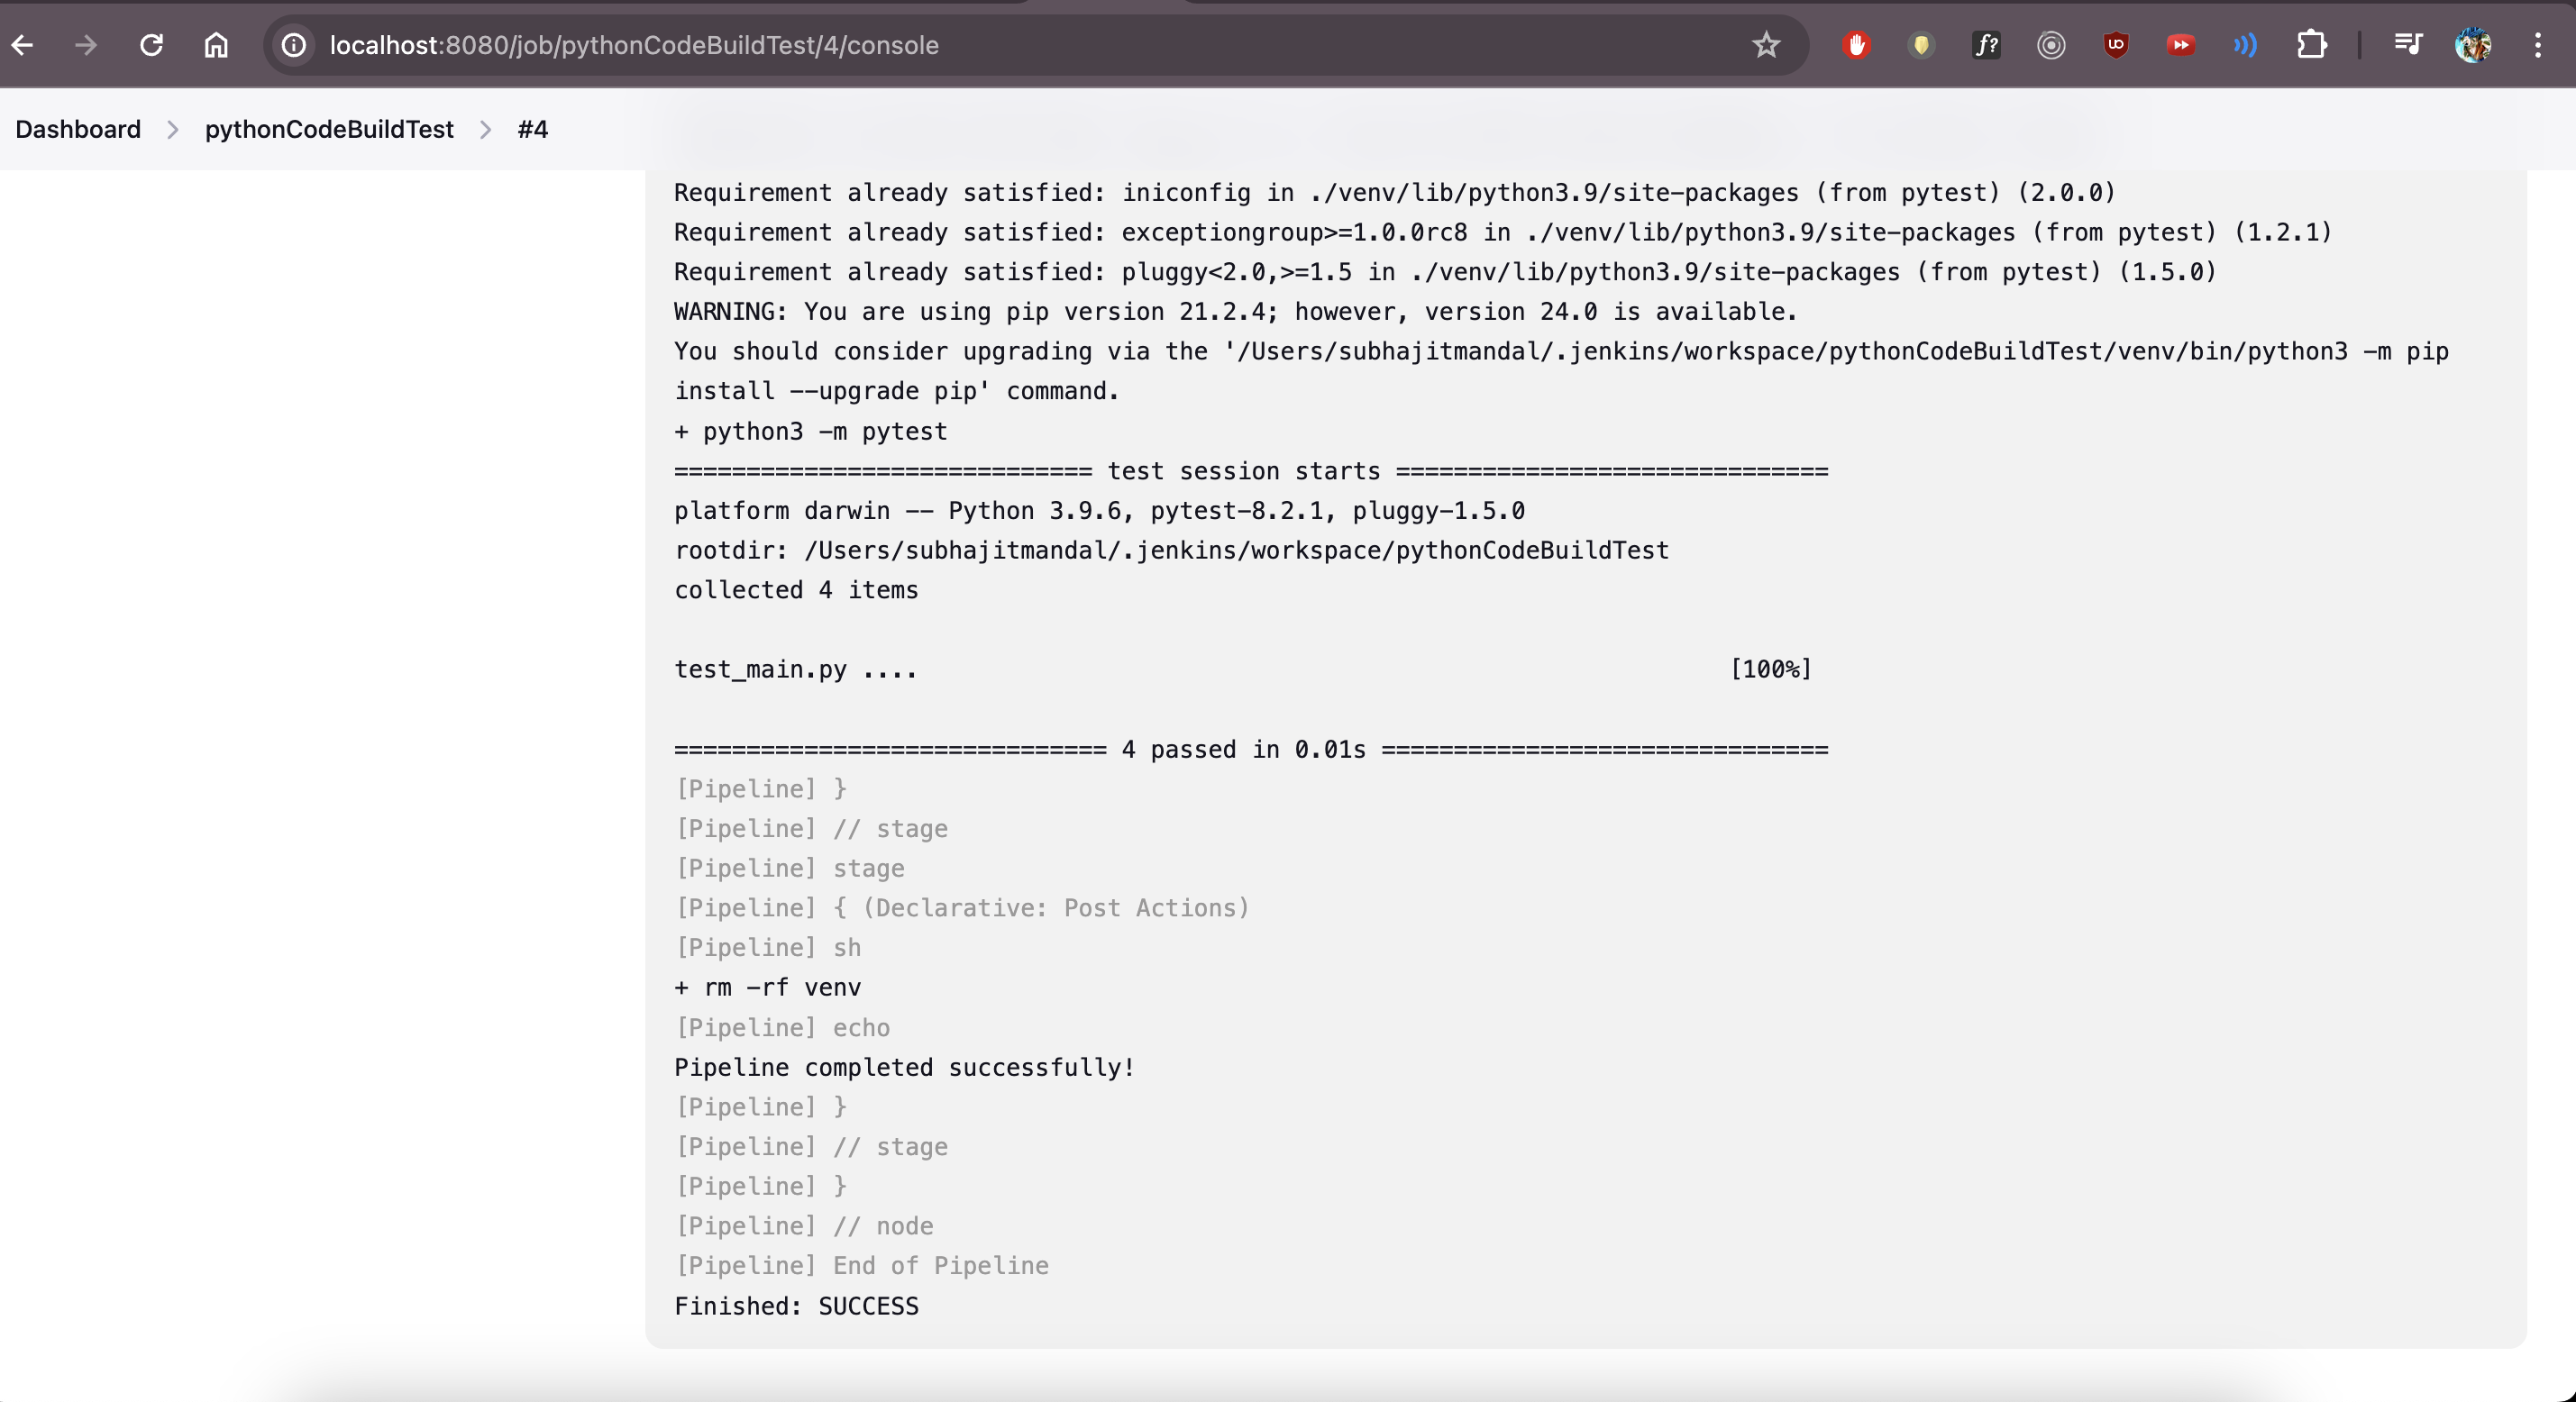 localhost:8080/job/pythonCodeBuildTest/4/console
Dashboard > pythonCodeBuildTest > #4
Requirement already satisfied: iniconfig in ./venv/lib/python3.9/site-packages (from pytest) (2.0.0)
Requirement already satisfied: exceptiongroup>=1.0.0rc8 in ./venv/lib/python3.9/site-packages (from pytest) (1.2.1)
Requirement already satisfied: pluggy<2.0,>=1.5 in ./venv/lib/python3.9/site-packages (from pytest) (1.5.0)
WARNING: You are using pip version 21.2.4; however, version 24.0 is available.
You should consider upgrading via the '/Users/subhajitmandal/.jenkins/workspace/pythonCodeBuildTest/venv/bin/python3 -m pip
install --upgrade pip' command.
+ python3 -m pytest
============================= test session starts ==============================
platform darwin -- Python 3.9.6, pytest-8.2.1, pluggy-1.5.0
rootdir: /Users/subhajitmandal/.jenkins/workspace/pythonCodeBuildTest
collected 4 items
test_main.py .... [100%]
============================== 4 passed in 0.01s ===============================
[Pipeline] }
[Pipeline] // stage
[Pipeline] stage
[Pipeline] { (Declarative: Post Actions)
[Pipeline] sh
+ rm -rf venv
[Pipeline] echo
Pipeline completed successfully!
[Pipeline] }
[Pipeline] // stage
[Pipeline] }
[Pipeline] // node
[Pipeline] End of Pipeline
Finished: SUCCESS